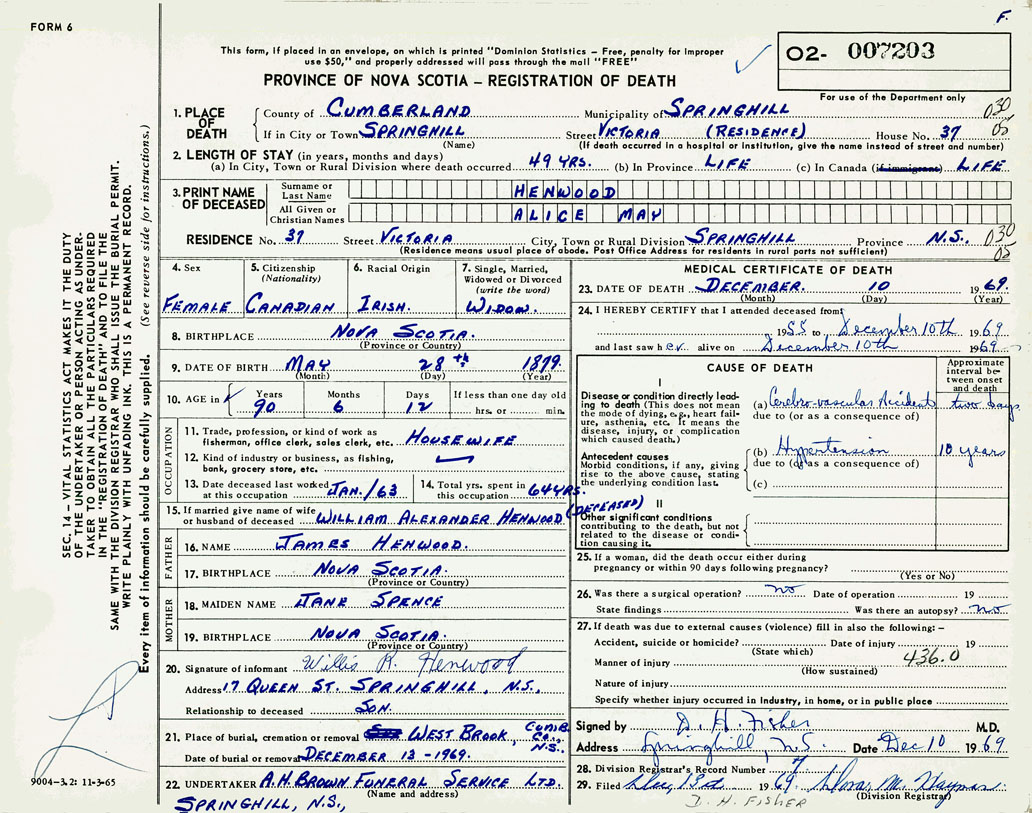 F.
FORM 6
This form, if placed in an envelope, on which is printed "Dominion Statistics – Free, penalty for improper
use $50," and properly addressed will pass through the mail "FREE"
02- 007203
For use of the Department only
PROVINCE OF NOVA SCOTIA – REGISTRATION OF DEATH
1. PLACE OF DEATH
County of CUMBERLAND Municipality of SPRINGHILL 030
If in City or Town SPRINGHILL Street VICTORIA (RESIDENCE) House No. 37 05
(Name) (If death occurred in a hospital or institution, give the name instead of street and number)
2. LENGTH OF STAY (in years, months and days)
(a) In City, Town or Rural Division where death occurred 49 YRS. (b) In Province LIFE (c) In Canada (if immigrant) LIFE
3. PRINT NAME OF DECEASED
Surname or Last Name HENWOOD
All Given or Christian Names ALICE MAY
RESIDENCE No. 37 Street VICTORIA City, Town or Rural Division SPRINGHILL Province N.S. 030
(Residence means usual place of abode. Post Office Address for residents in rural parts not sufficient) 05
4. Sex
FEMALE
5. Citizenship
(Nationality)
CANADIAN
6. Racial Origin
IRISH.
7. Single, Married,
Widowed or Divorced
(write the word)
WIDOW.
8. BIRTHPLACE NOVA SCOTIA.
(Province or Country)
9. DATE OF BIRTH MAY 28th 1879.
(Month) (Day) (Year)
10. AGE in Years Months Days If less than one day old
90 6 12 hrs. or min.
OCCUPATION
11. Trade, profession, or kind of work as
fisherman, office clerk, sales clerk, etc. HOUSEWIFE
12. Kind of industry or business, as fishing,
bank, grocery store, etc.
13. Date deceased last worked
at this occupation JAN./63
14. Total yrs. spent in
this occupation 64 YRS.
15. If married give name of wife
or husband of deceased WILLIAM ALEXANDER HENWOOD (DECEASED)
FATHER
16. NAME JAMES HENWOOD.
17. BIRTHPLACE NOVA SCOTIA.
(Province or Country)
MOTHER
18. MAIDEN NAME JANE SPENCE
19. BIRTHPLACE NOVA SCOTIA.
(Province or Country)
20. Signature of informant Willis R. Henwood
Address 17 QUEEN ST. SPRINGHILL, N.S.,
Relationship to deceased SON.
21. Place of burial, cremation or removal WEST BROOK, CUMB. CO., N.S.
Date of burial or removal DECEMBER 13 - 1969.
22. UNDERTAKER A.H. BROWN FUNERAL SERVICE LTD.
(Name and address)
SPRINGHILL, N.S.,
MEDICAL CERTIFICATE OF DEATH
23. DATE OF DEATH DECEMBER. 10 1969.
(Month) (Day) (Year)
24. I HEREBY CERTIFY that I attended deceased from
1955 to December 10th 1969
and last saw her alive on December 10th 1969
CAUSE OF DEATH
Approximate
interval be-
tween onset
and death
I
Disease or condition directly lead-
ing to death (This does not
mean the mode of dying, e.g., heart fail-
ure, asthenia, etc. It means the
disease, injury, or complication
which caused death.)
(a) Cerebro-vascular Accident two days
due to (or as a consequence of)
Antecedent causes
Morbid conditions, if any, giving
rise to the above cause, stating
the underlying condition last.
(b) Hypertension 10 years
due to (or as a consequence of)
(c)
II
Other significant conditions
contributing to the death, but not
related to the disease or condi-
tion causing it.
25. If a woman, did the death occur either during
pregnancy or within 90 days following pregnancy?
(Yes or No)
26. Was there a surgical operation? no Date of operation 19
State findings Was there an autopsy? no
27. If death was due to external causes (violence) fill in also the following: –
Accident, suicide or homicide? Date of injury 19
(State which)
Manner of injury 436.0
(How sustained)
Nature of injury
Specify whether injury occurred in industry, in home, or in public place
Signed by D. H. Fisher M.D.
Address Springhill, N.S. Date Dec 10 1969
28. Division Registrar's Record Number
29. Filed Dec, 13th 1969
(Division Registrar)
D. H. FISHER
SEC. 14 – VITAL STATISTICS ACT MAKES IT THE DUTY
OF THE UNDERTAKER OR PERSON ACTING AS UNDER-
TAKER TO OBTAIN ALL THE PARTICULARS REQUIRED
IN THE "REGISTRATION OF DEATH" AND TO FILE THE
SAME WITH THE DIVISION REGISTRAR WHO SHALL ISSUE THE BURIAL PERMIT.
WRITE PLAINLY WITH UNFADING INK. THIS IS A PERMANENT RECORD.
Every item of information should be carefully supplied. (See reverse side for instructions.)
9004-3.2: 11-3-65